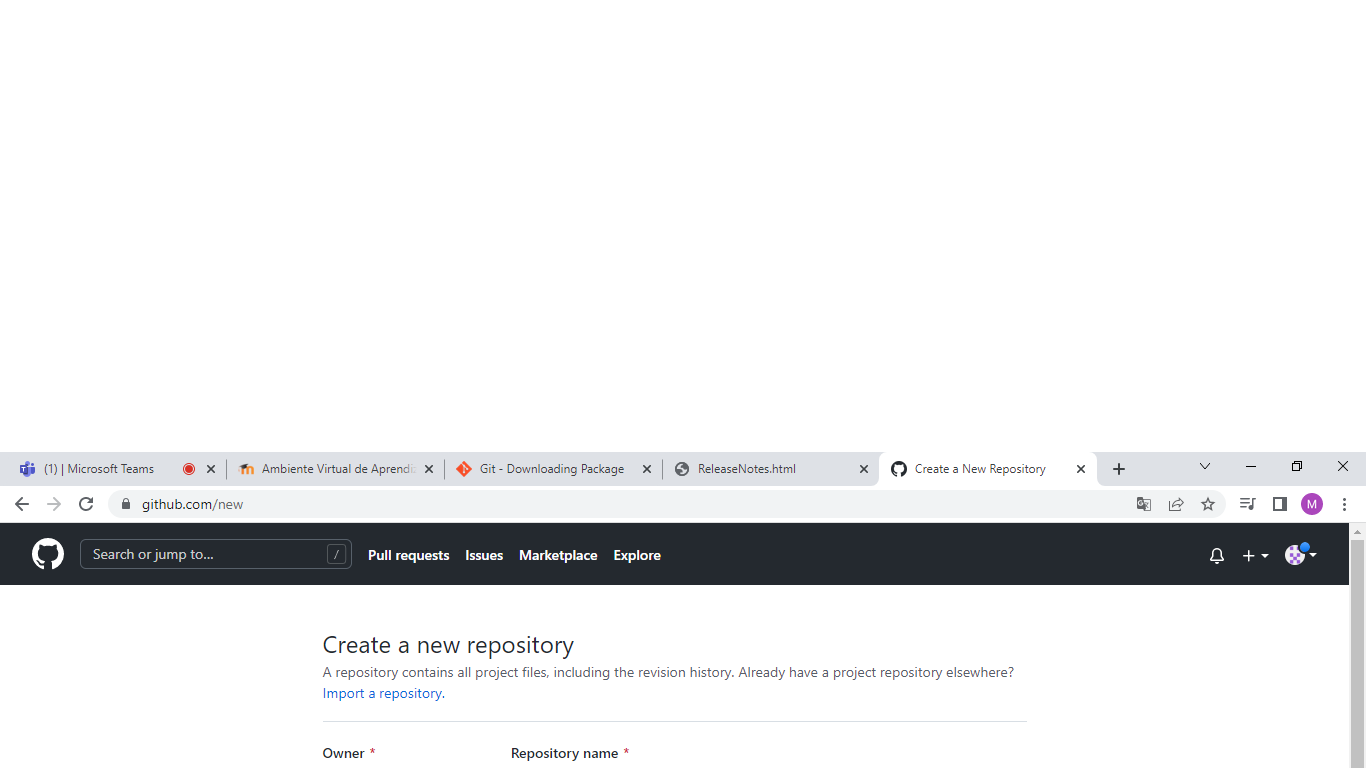 (1) | Microsoft Teams Ambiente Virtual de Aprendi Git - Downloading Package ReleaseNotes.html Create a New Repository
github.com/new M
Search or jump to... / Pull requests Issues Marketplace Explore
Create a new repository
A repository contains all project files, including the revision history. Already have a project repository elsewhere?
Import a repository.
Owner * Repository name *